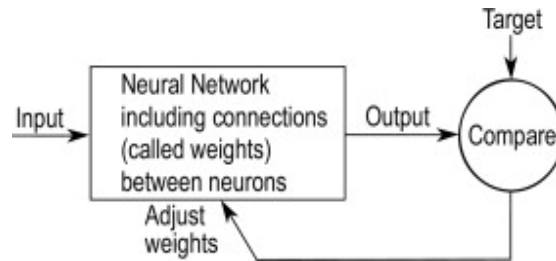 Target
Neural Network
including connections
(called weights)
between neurons
Input
Output
Compare
Adjust
weights